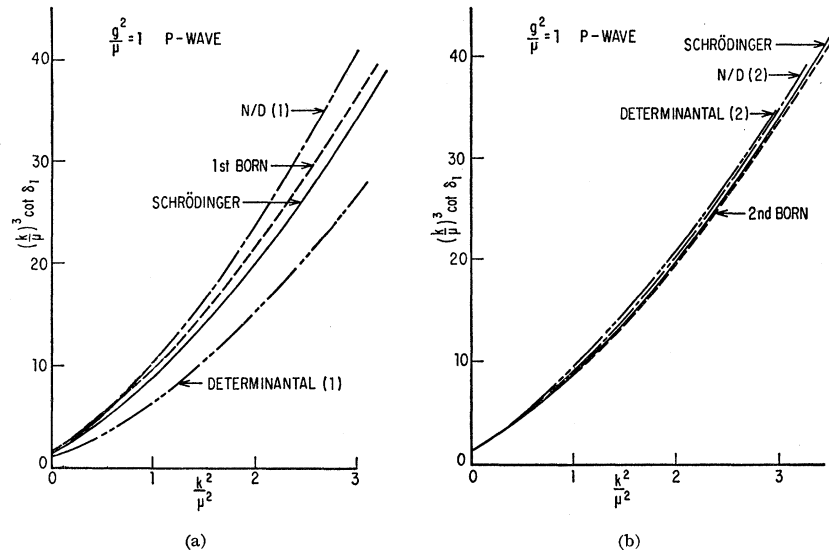 g²/μ =1 P-WAVE
40
30
20
10
0
(k/μ)³ cot δ₁
N/D (1)
1st BORN
SCHRÖDINGER
DETERMINANTAL (1)
0 1 2 3
k²/μ²
(a)
g²/μ =1 P-WAVE
40
30
20
10
0
(k/μ)³ cot δ₁
SCHRÖDINGER
N/D (2)
DETERMINANTAL (2)
2nd BORN
0 1 2 3
k²/μ²
(b)